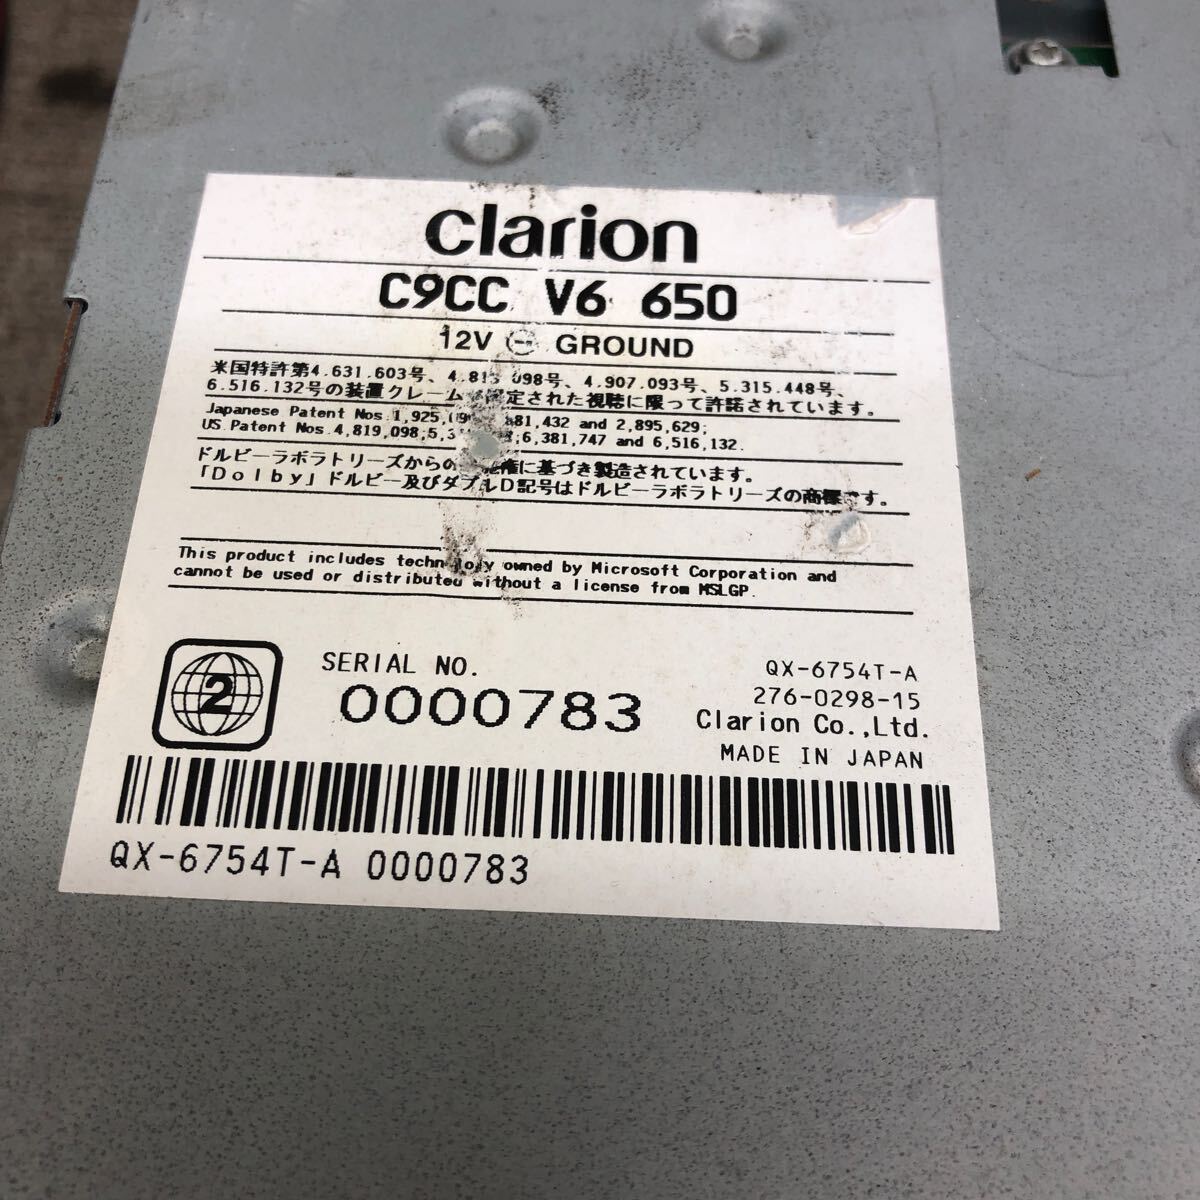 clarion
C9CC V6 650
12V ⊖ GROUND
米国特許第4.631.603号、4.815.098号、4.907.093号、5.315.448号、
6.516.132号の装置クレーム された視聴に限って許諾されています。
Japanese Patent Nos.1,925, 81,432 and 2,895,629;
US.Patent Nos.4,819,098;5, ;6,381,747 and 6,516,132.
ドルビーラボラトリーズからの に基づき製造されています。
「Dolby」ドルビー及びダブルD記号はドルビーラボラトリーズの商標です。
This product includes technology owned by Microsoft Corporation and
cannot be used or distributed without a license from MSLGP.
2
SERIAL NO.
0000783
QX-6754T-A
276-0298-15
Clarion Co.,Ltd.
MADE IN JAPAN
QX-6754T-A 0000783